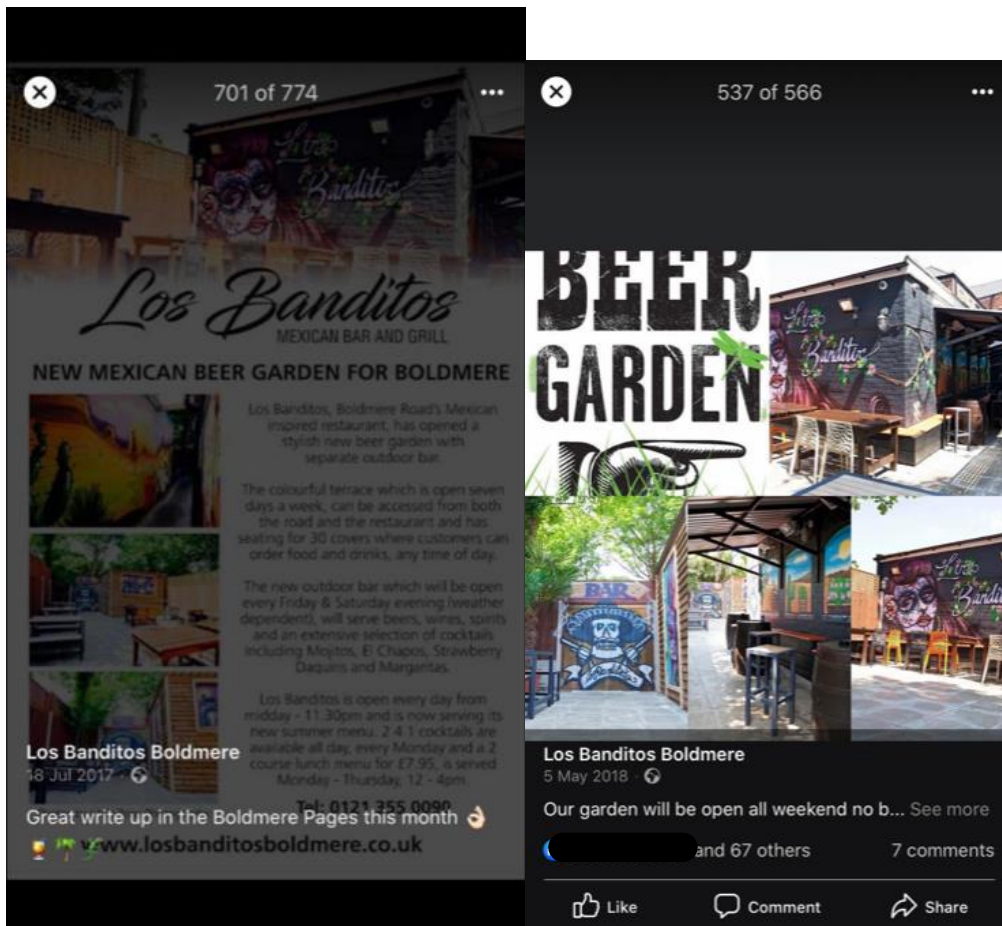 701 of 774
Los
Banditos
Los Banditos
MEXICAN BAR AND GRILL
NEW MEXICAN BEER GARDEN FOR BOLDMERE
Los Banditos, Boldmere Road's Mexican
inspired restaurant, has opened a
stylish new beer garden with
separate outdoor bar.
The colourful terrace which is open seven
days a week, can be accessed from both
the road and the restaurant and has
seating for 30 covers where customers can
order food and drinks, any time of day.
The new outdoor bar which will be open
every Friday & Saturday evening (weather
dependent), will serve beers, wines, spirits
and an extensive selection of cocktails
including Mojitos, El Chapos, Strawberry
Daquiris and Margaritas.
Los Banditos is open every day from
midday - 11.30pm and is now serving its
new summer menu. 2 4 1 cocktails are
available all day, every Monday and a 2
course lunch menu for £7.95, is served
Monday - Thursday, 12 - 4pm.
Tel: 0121 355 0090
www.losbanditosboldmere.co.uk
Los Banditos Boldmere
18 Jul 2017
Great write up in the Boldmere Pages this month 👌🏻
537 of 566
BEER
GARDEN
Los
Banditos
BAR
Los
Banditos
Los Banditos Boldmere
5 May 2018
Our garden will be open all weekend no b... See more
and 67 others 7 comments
Like Comment Share